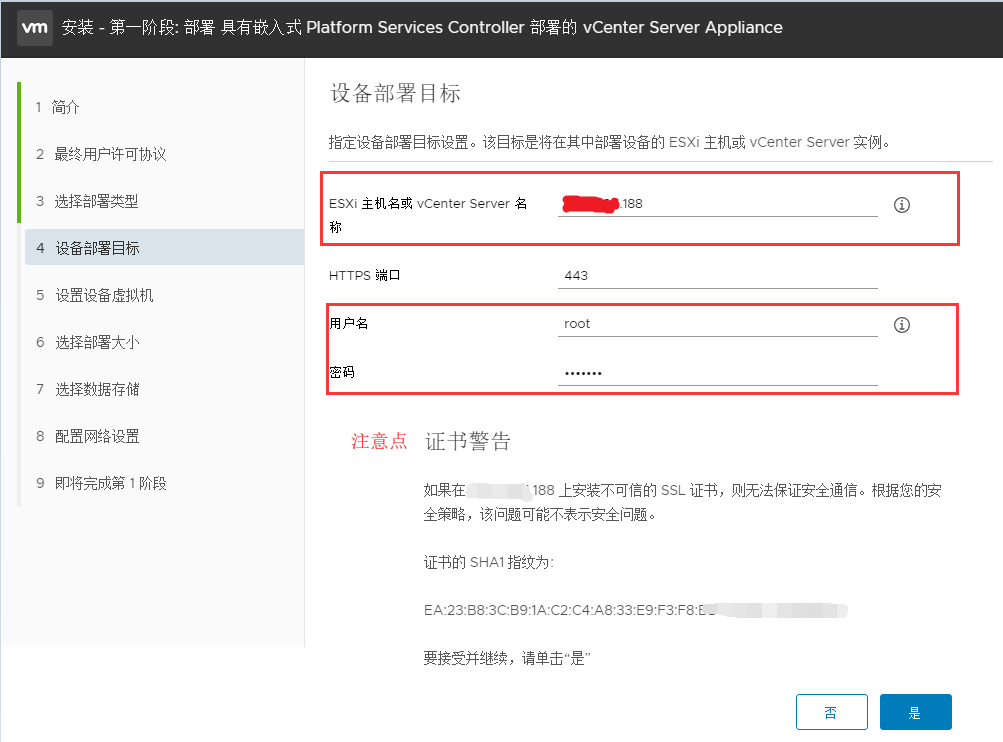 vm 安装 - 第一阶段: 部署 具有嵌入式 Platform Services Controller 部署的 vCenter Server Appliance
1 简介
2 最终用户许可协议
3 选择部署类型
4 设备部署目标
5 设置设备虚拟机
6 选择部署大小
7 选择数据存储
8 配置网络设置
9 即将完成第 1 阶段
设备部署目标
指定设备部署目标设置。该目标是将在其中部署设备的 ESXi 主机或 vCenter Server 实例。
ESXi 主机名或 vCenter Server 名
称
.188
HTTPS 端口 443
用户名 root
密码 •••••••
注意点 证书警告
如果在 .188 上安装不可信的 SSL 证书，则无法保证安全通信。根据您的安
全策略，该问题可能不表示安全问题。
证书的 SHA1 指纹为:
EA:23:B8:3C:B9:1A:C2:C4:A8:33:E9:F3:F8:
要接受并继续，请单击“是”
否 是